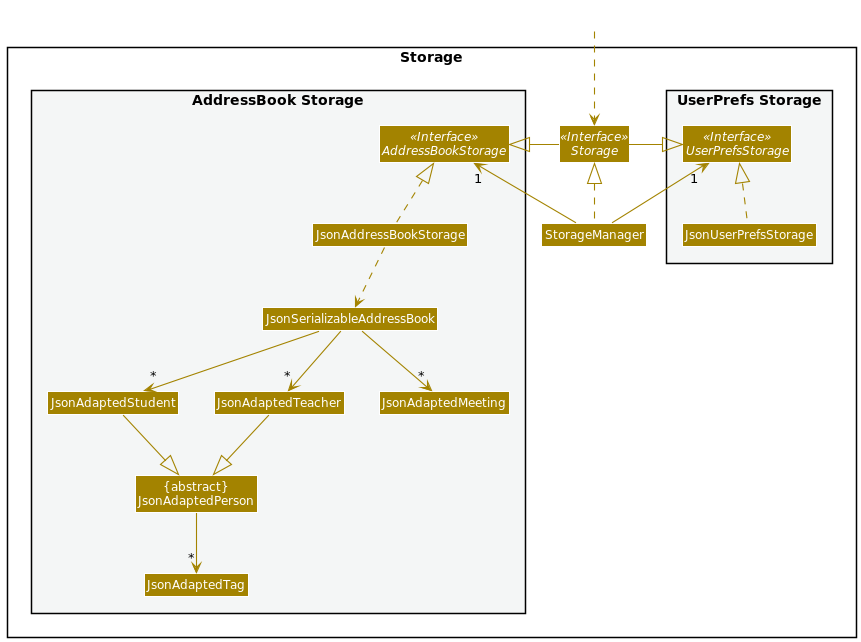 Storage
AddressBook Storage
UserPrefs Storage
«Interface»
AddressBookStorage
«Interface»
Storage
«Interface»
UserPrefsStorage
1
1
JsonAddressBookStorage
StorageManager
JsonUserPrefsStorage
JsonSerializableAddressBook
*
*
*
JsonAdaptedStudent
JsonAdaptedTeacher
JsonAdaptedMeeting
{abstract}
JsonAdaptedPerson
*
JsonAdaptedTag